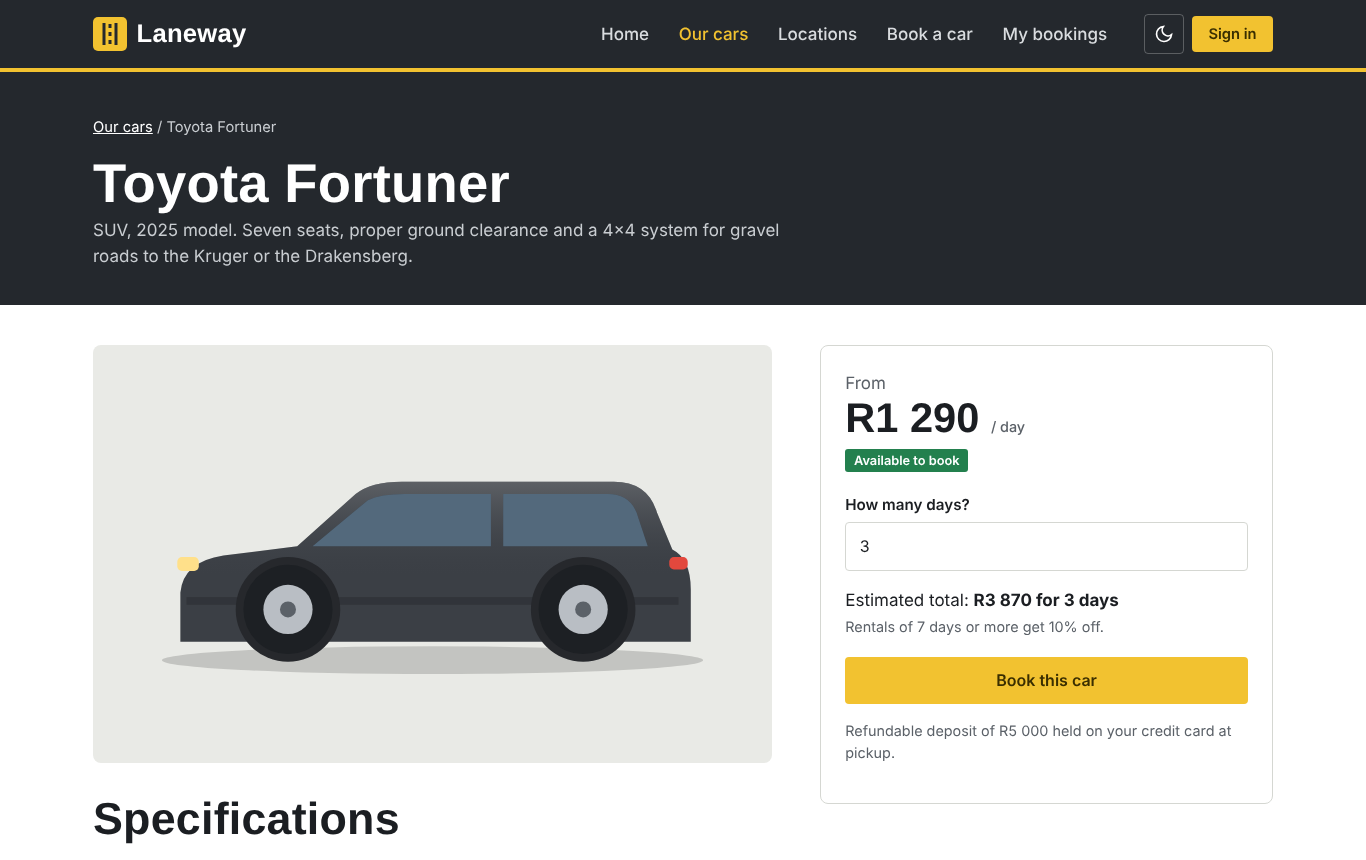 Laneway
Home
Our cars
Locations
Book a car
My bookings
Sign in
Our cars / Toyota Fortuner
Toyota Fortuner
SUV, 2025 model. Seven seats, proper ground clearance and a 4×4 system for gravel
roads to the Kruger or the Drakensberg.
From
R1 290 / day
Available to book
How many days?
3
Estimated total: R3 870 for 3 days
Rentals of 7 days or more get 10% off.
Book this car
Refundable deposit of R5 000 held on your credit card at
pickup.
Specifications